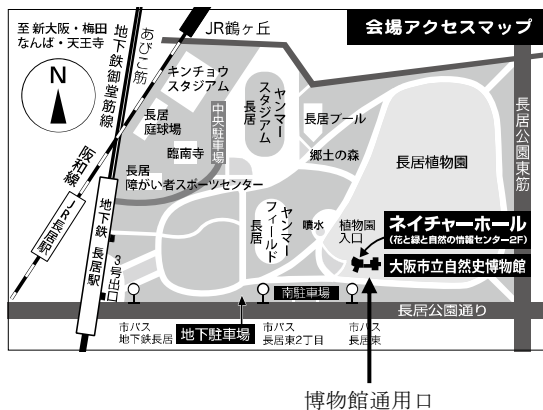 会場アクセスマップ
至 新大阪・梅田
なんば・天王寺
N
地下鉄御堂筋線
あびこ筋
JR鶴ヶ丘
キンチョウ
スタジアム
長居
庭球場
臨南寺
中央駐車場
ヤンマー
スタジアム
長居
長居プール
郷土の森
長居植物園
長居公園東筋
長居
障がい者スポーツセンター
阪和線
JR長居駅
地下鉄 長居駅
3号出口
ヤンマー
フィールド
長居
噴水
植物園
入口
ネイチャーホール
(花と緑と自然の情報センター2F)
大阪市立自然史博物館
南駐車場
長居公園通り
市バス
地下鉄長居
地下駐車場
市バス
長居東2丁目
市バス
長居東
博物館通用口